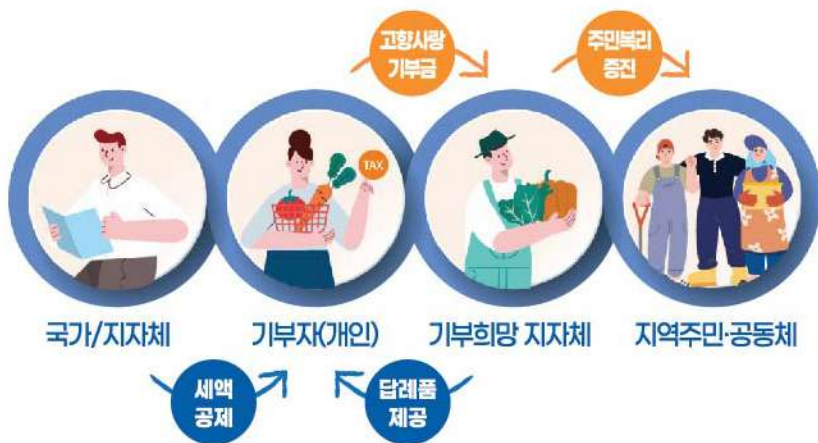 고향사랑
기부금
주민복리
증진
TAX
국가/지자체
기부자(개인)
기부희망 지자체
지역주민·공동체
세액
공제
답례품
제공